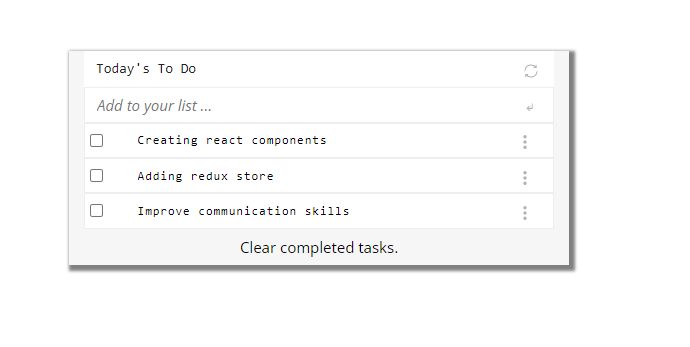 Today's To Do
Add to your list ...
Creating react components
Adding redux store
Improve communication skills
Clear completed tasks.